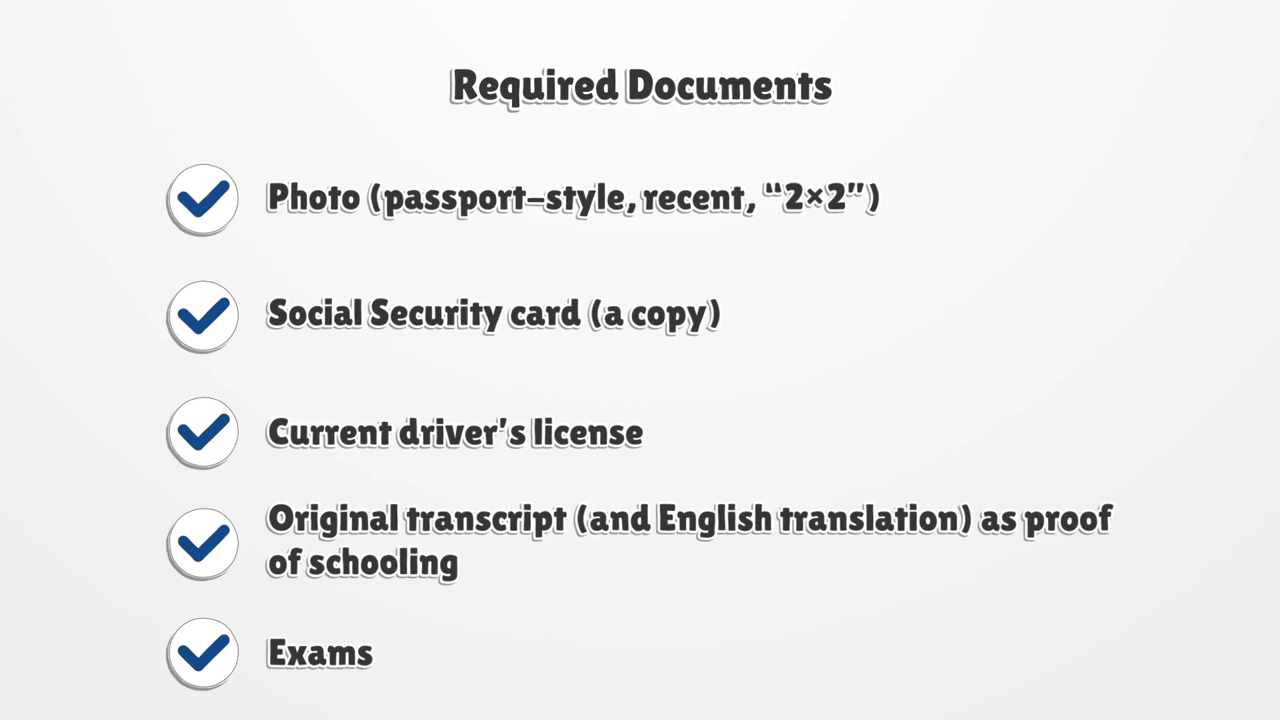 Required Documents
Photo (passport-style, recent, “2×2”)
Social Security card (a copy)
Current driver’s license
Original transcript (and English translation) as proof
of schooling
Exams